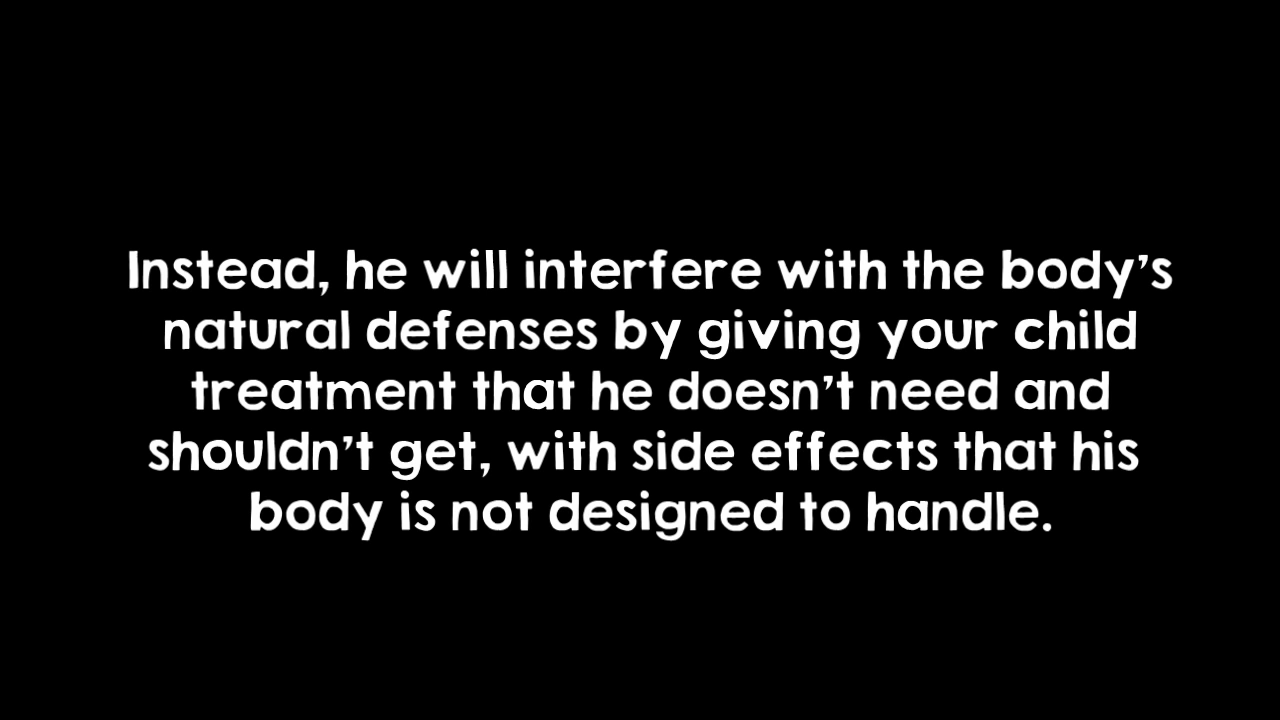 Instead, he will interfere with the body's
natural defenses by giving your child
treatment that he doesn't need and
shouldn't get, with side effects that his
body is not designed to handle.